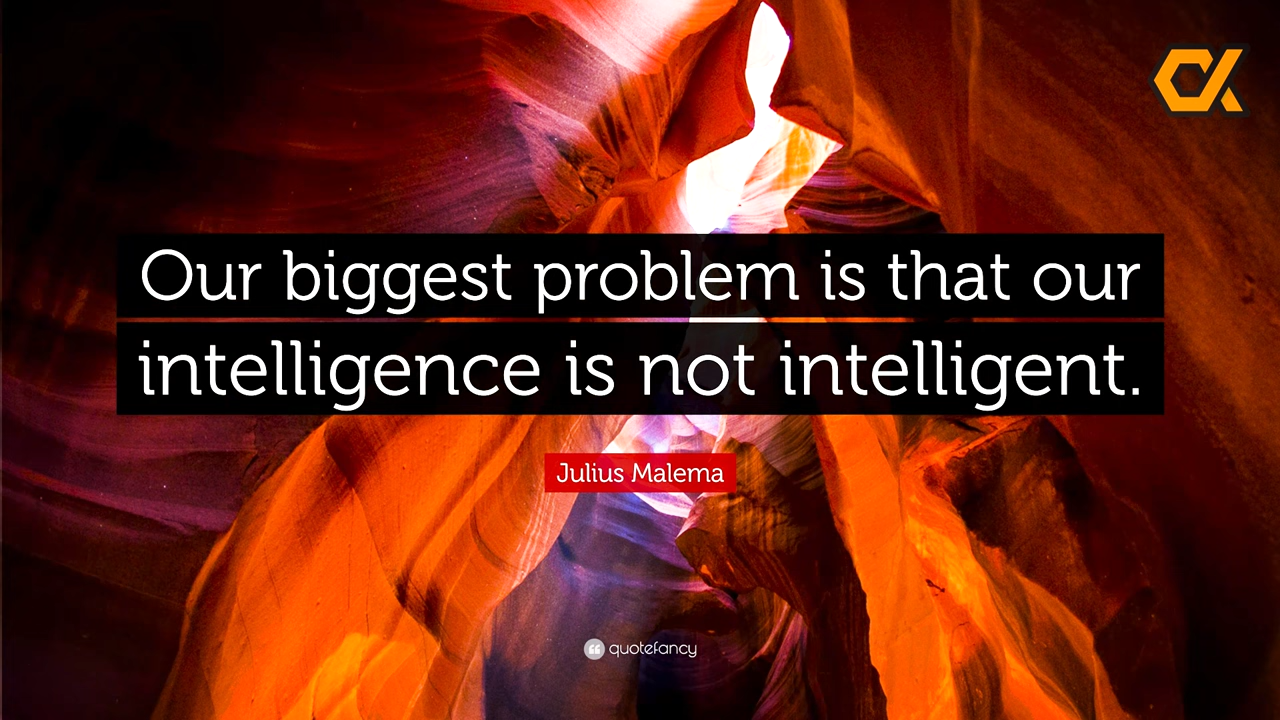 Our biggest problem is that our
intelligence is not intelligent.
Julius Malema
quotefancy